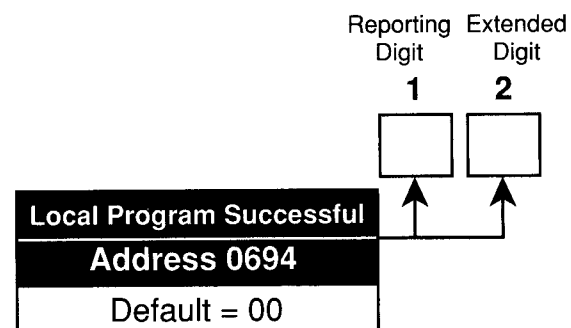 Reporting Extended
Digit Digit
1 2
Local Program Successful
Address 0694
Default = 00